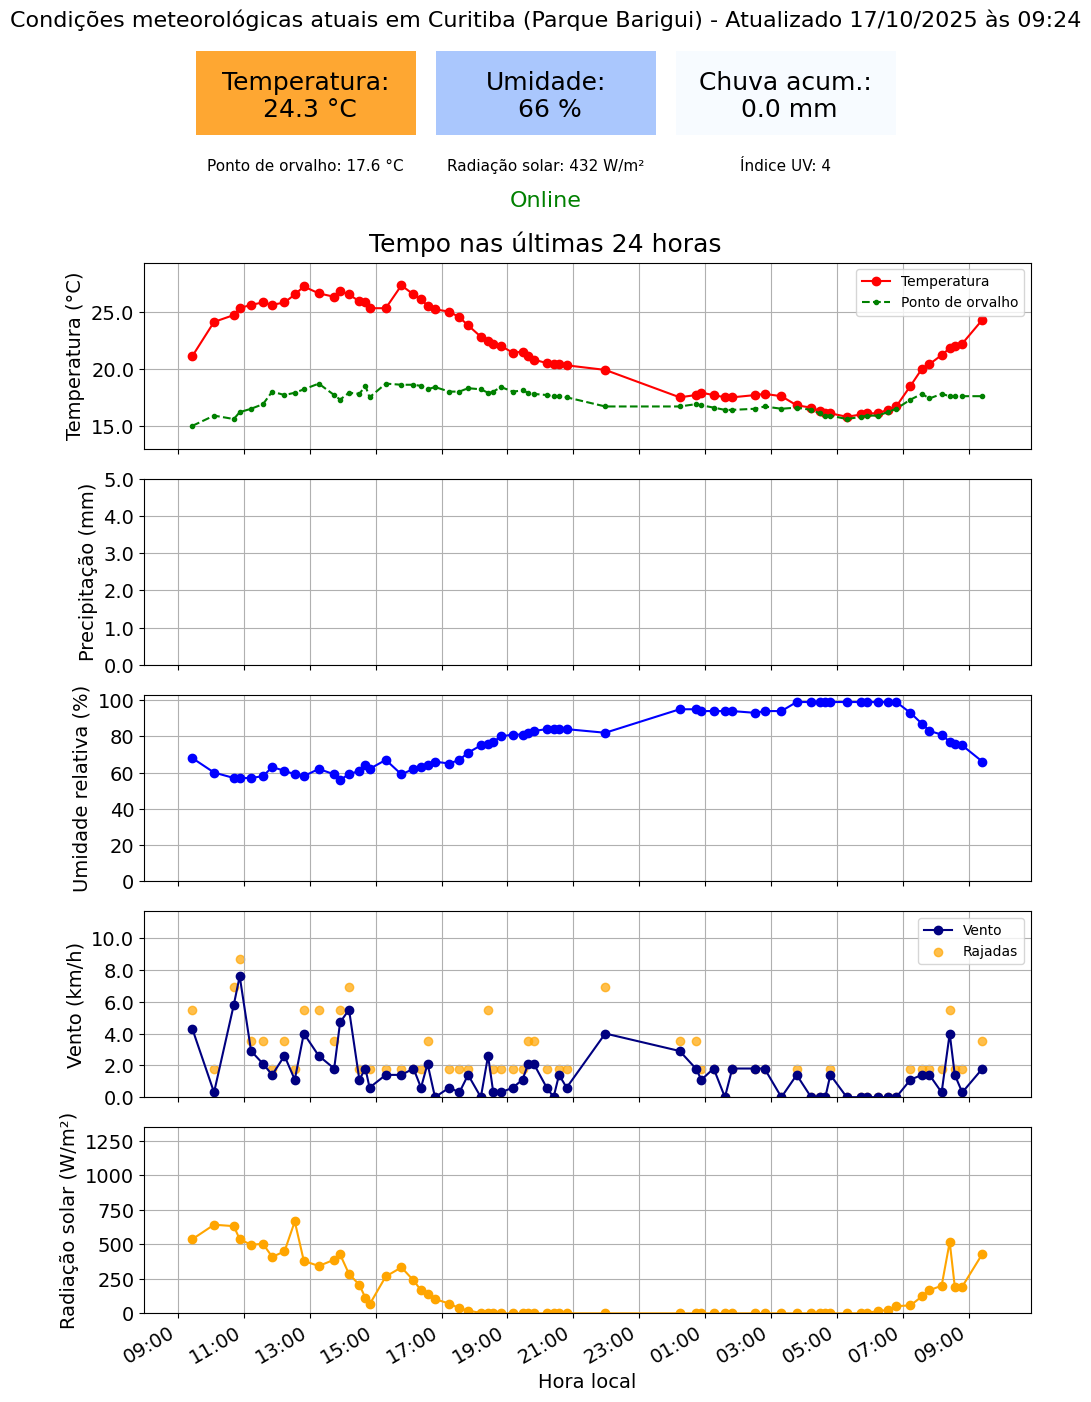 Condições meteorológicas atuais em Curitiba (Parque Barigui) - Atualizado 17/10/2025 às 09:24
Temperatura:
24.3 °C
Umidade:
66 %
Chuva acum.:
0.0 mm
Ponto de orvalho: 17.6 °C
Radiação solar: 432 W/m²
Índice UV: 4
Online
Tempo nas últimas 24 horas
Temperatura (°C)
25.0
20.0
15.0
Temperatura
Ponto de orvalho
Precipitação (mm)
5.0
4.0
3.0
2.0
1.0
0.0
Umidade relativa (%)
100
80
60
40
20
0
Vento (km/h)
10.0
8.0
6.0
4.0
2.0
0.0
Vento
Rajadas
Radiação solar (W/m²)
1250
1000
750
500
250
0
09:00
11:00
13:00
15:00
17:00
19:00
21:00
23:00
01:00
03:00
05:00
07:00
09:00
Hora local